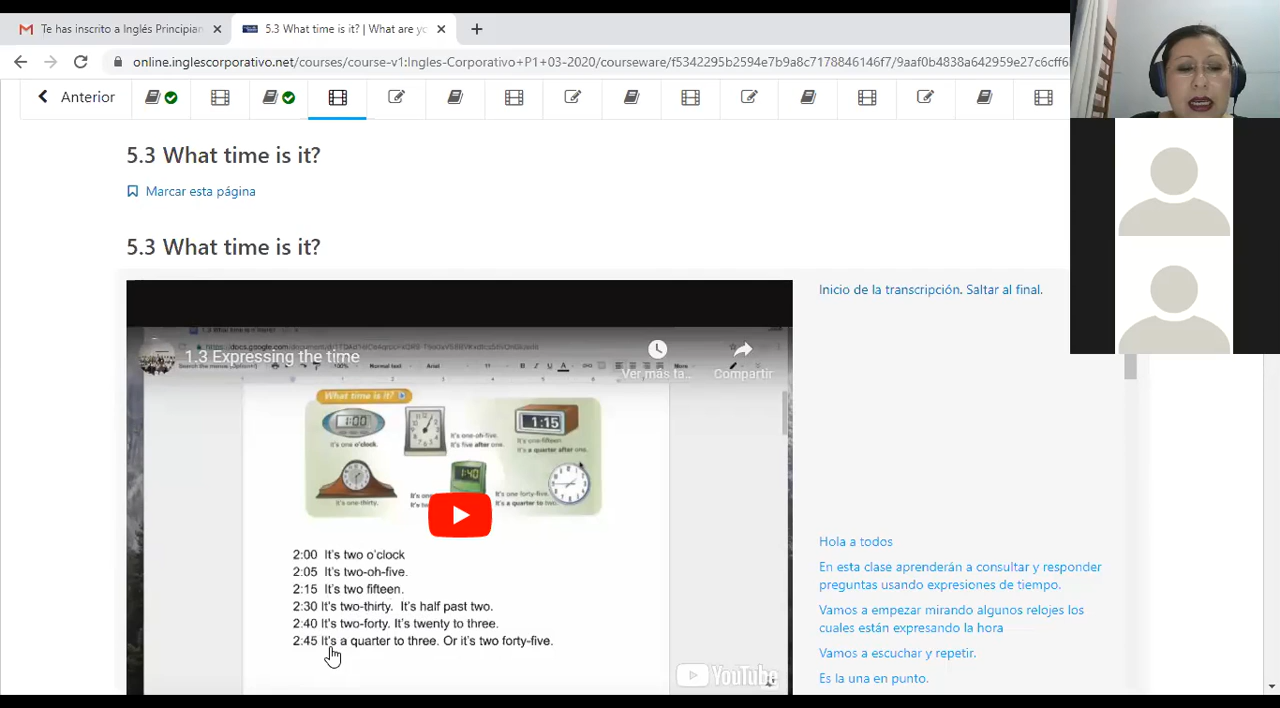 Te has inscrito a Inglés Principian
5.3 What time is it? | What are yo
online.inglescorporativo.net/courses/course-v1:Ingles-Corporativo+P1+03-2020/courseware/f5342295b2594e7b9a8c7178846146f7/9aaf0b4838a642959e27c6cff6
Anterior
5.3 What time is it?
Marcar esta página
5.3 What time is it?
Inicio de la transcripción. Saltar al final.
1.3 Expressing the time
Ver más ta...
Compartir
100%
Normal text
Arial
11
More
What time is it?
1:00
1:15
It's one o'clock.
It's one-oh-five.
It's five after one.
It's one-fifteen.
It's a quarter after one.
1:40
It's one-thirty.
It's one-forty-five.
It's a quarter to two.
2:00 It's two o'clock
2:05 It's two-oh-five.
2:15 It's two fifteen.
2:30 It's two-thirty. It's half past two.
2:40 It's two-forty. It's twenty to three.
2:45 It's a quarter to three. Or it's two forty-five.
YouTube
Hola a todos
En esta clase aprenderán a consultar y responder
preguntas usando expresiones de tiempo.
Vamos a empezar mirando algunos relojes los
cuales están expresando la hora
Vamos a escuchar y repetir.
Es la una en punto.